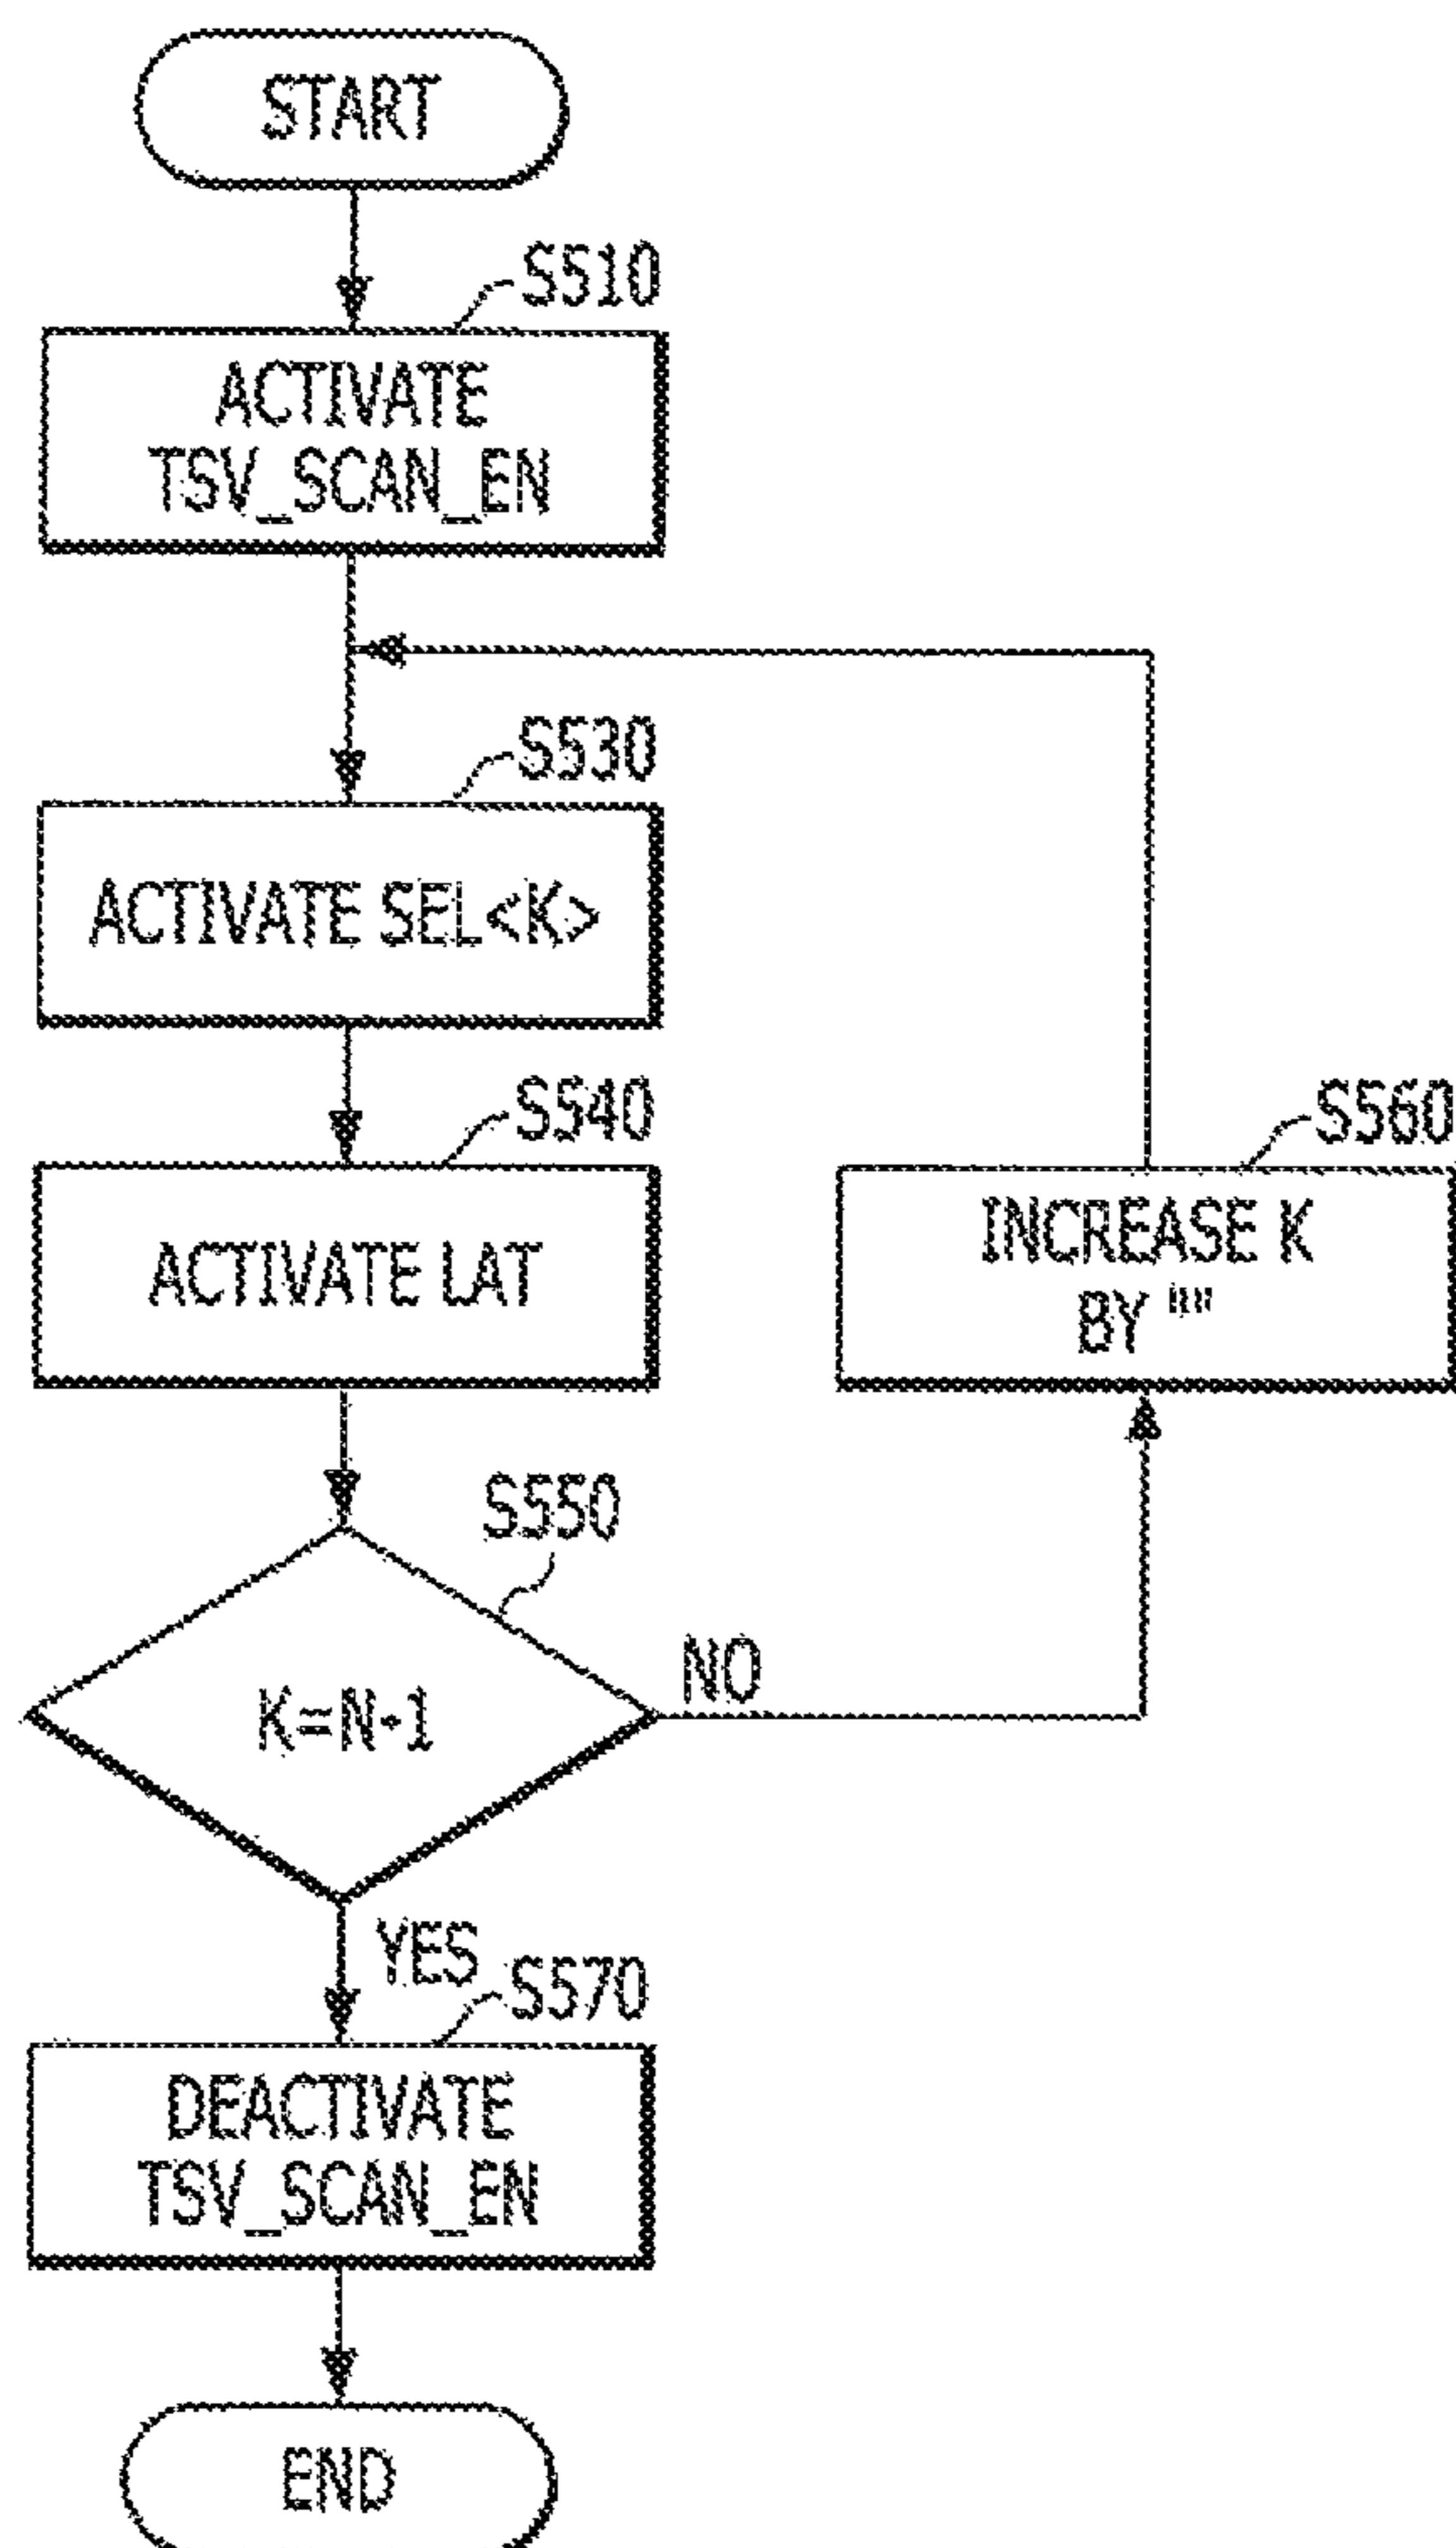 START
S510
ACTIVATE
TSV_SCAN_EN
S530
ACTIVATE SEL<K>
S540
ACTIVATE LAT
S560
INCREASE K
BY ""
S550
K=N-1
NO
YES
S570
DEACTIVATE
TSV_SCAN_EN
END